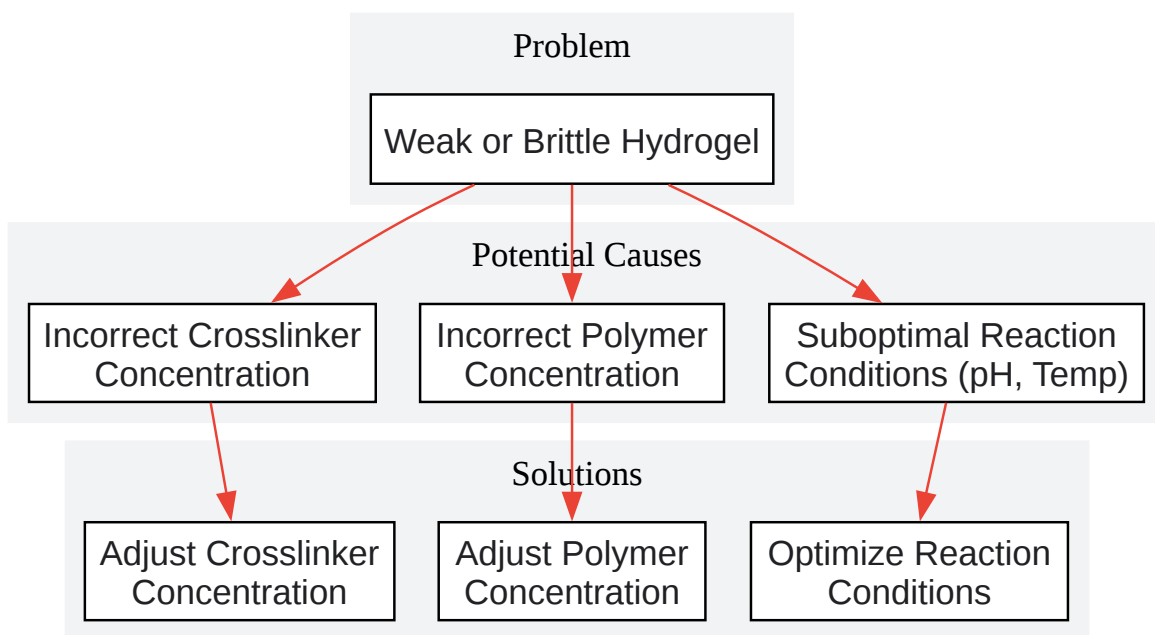 Problem
Weak or Brittle Hydrogel
Potential Causes
Incorrect Crosslinker
Concentration
Incorrect Polymer
Concentration
Suboptimal Reaction
Conditions (pH, Temp)
Solutions
Adjust Crosslinker
Concentration
Adjust Polymer
Concentration
Optimize Reaction
Conditions